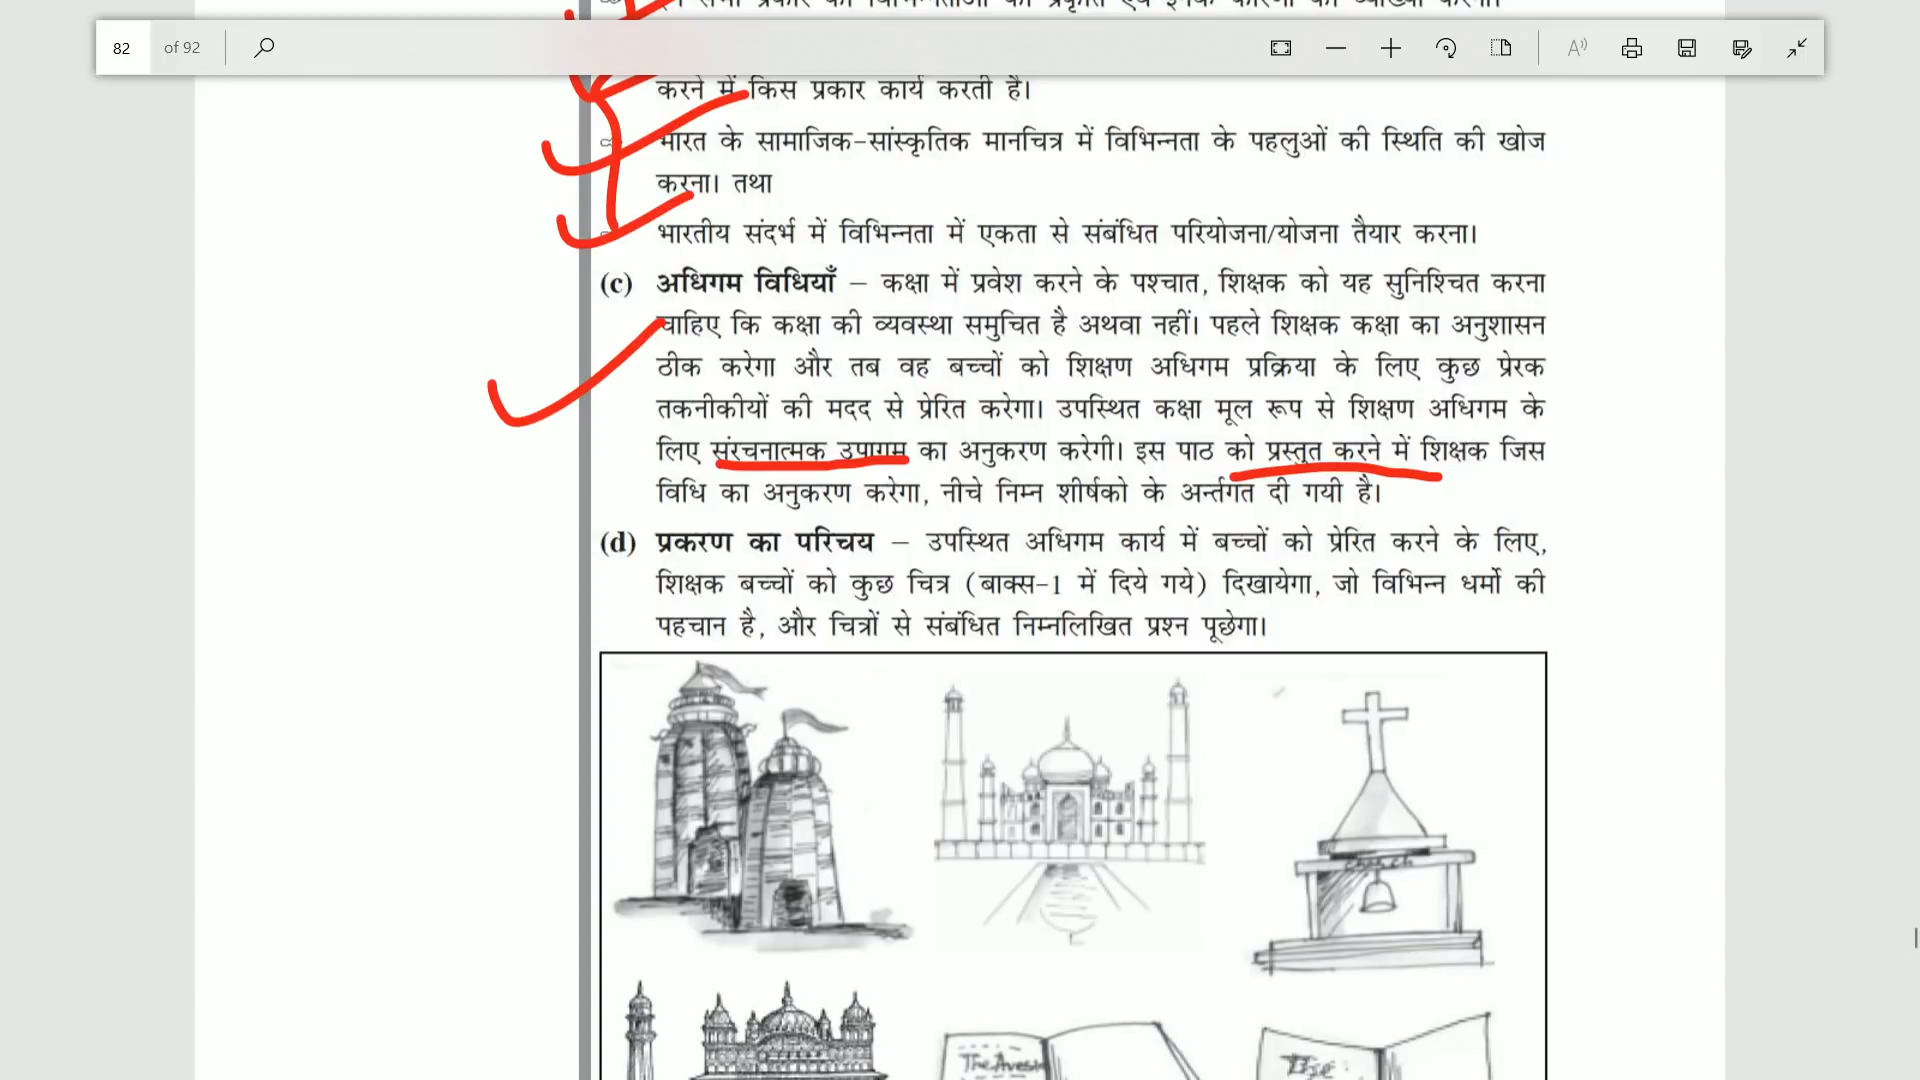 82 of 92
करने में किस प्रकार कार्य करती है।
भारत के सामाजिक-सांस्कृतिक मानचित्र में विभिन्नता के पहलुओं की स्थिति की खोज
करना। तथा
भारतीय संदर्भ में विभिन्नता में एकता से संबंधित परियोजना/योजना तैयार करना।
(c) अधिगम विधियाँ – कक्षा में प्रवेश करने के पश्चात, शिक्षक को यह सुनिश्चित करना
चाहिए कि कक्षा की व्यवस्था समुचित है अथवा नहीं। पहले शिक्षक कक्षा का अनुशासन
ठीक करेगा और तब वह बच्चों को शिक्षण अधिगम प्रक्रिया के लिए कुछ प्रेरक
तकनीकीयों की मदद से प्रेरित करेगा। उपस्थित कक्षा मूल रूप से शिक्षण अधिगम के
लिए संरचनात्मक उपागम का अनुकरण करेगी। इस पाठ को प्रस्तुत करने में शिक्षक जिस
विधि का अनुकरण करेगा, नीचे निम्न शीर्षको के अर्न्तगत दी गयी है।
(d) प्रकरण का परिचय – उपस्थित अधिगम कार्य में बच्चों को प्रेरित करने के लिए,
शिक्षक बच्चों को कुछ चित्र (बाक्स-1 में दिये गये) दिखायेगा, जो विभिन्न धर्मो की
पहचान है, और चित्रों से संबंधित निम्नलिखित प्रश्न पूछेगा।
Church
The Avesta